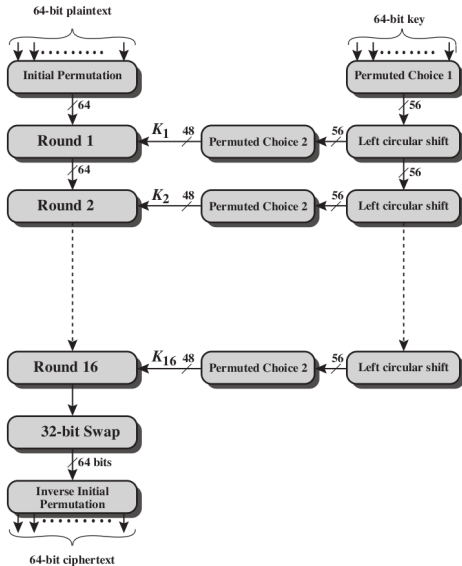 64-bit plaintext
64-bit key
Initial Permutation
Permuted Choice 1
64
56
Round 1
K1
48
Permuted Choice 2
56
Left circular shift
64
56
Round 2
K2
48
Permuted Choice 2
56
Left circular shift
Round 16
K16
48
Permuted Choice 2
56
Left circular shift
32-bit Swap
64 bits
Inverse Initial
Permutation
64-bit ciphertext